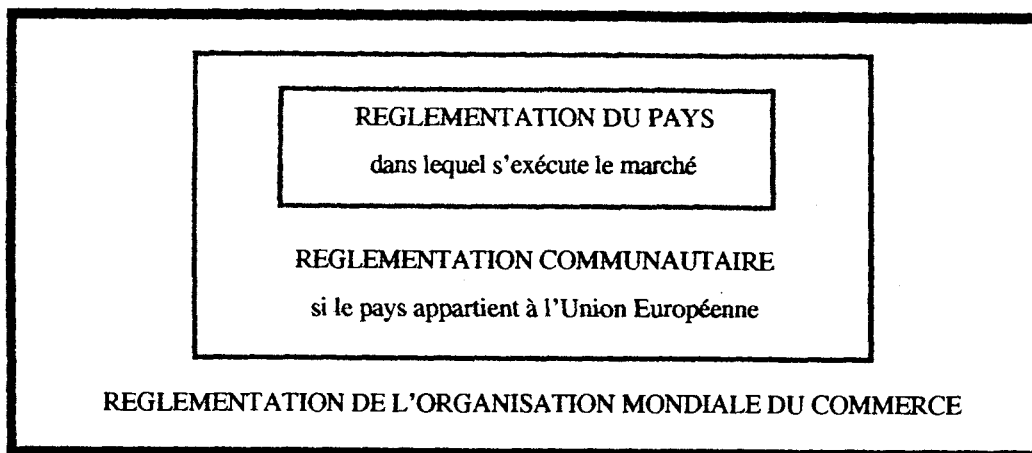 REGLEMENTATION DU PAYS
dans lequel s'exécute le marché
REGLEMENTATION COMMUNAUTAIRE
si le pays appartient à l'Union Européenne
REGLEMENTATION DE L'ORGANISATION MONDIALE DU COMMERCE